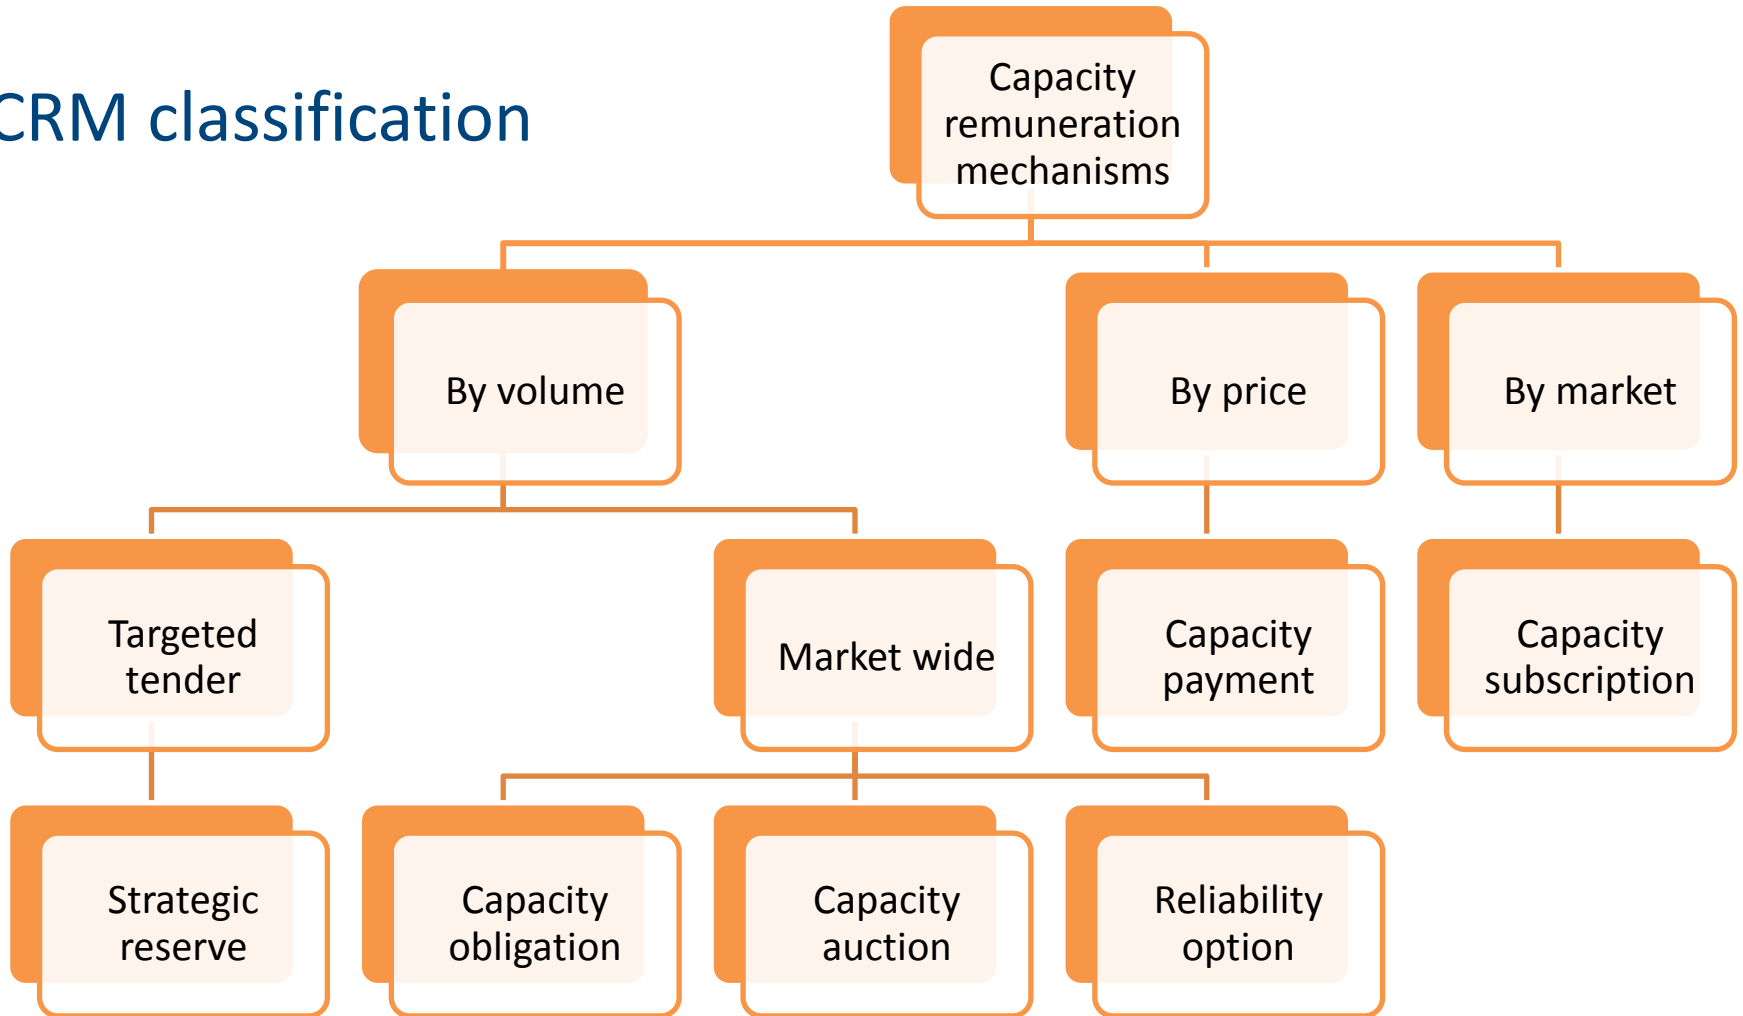 CRM classification
Capacity
remuneration
mechanisms
By volume
By price
By market
Targeted
tender
Market wide
Capacity
payment
Capacity
subscription
Strategic
reserve
Capacity
obligation
Capacity
auction
Reliability
option